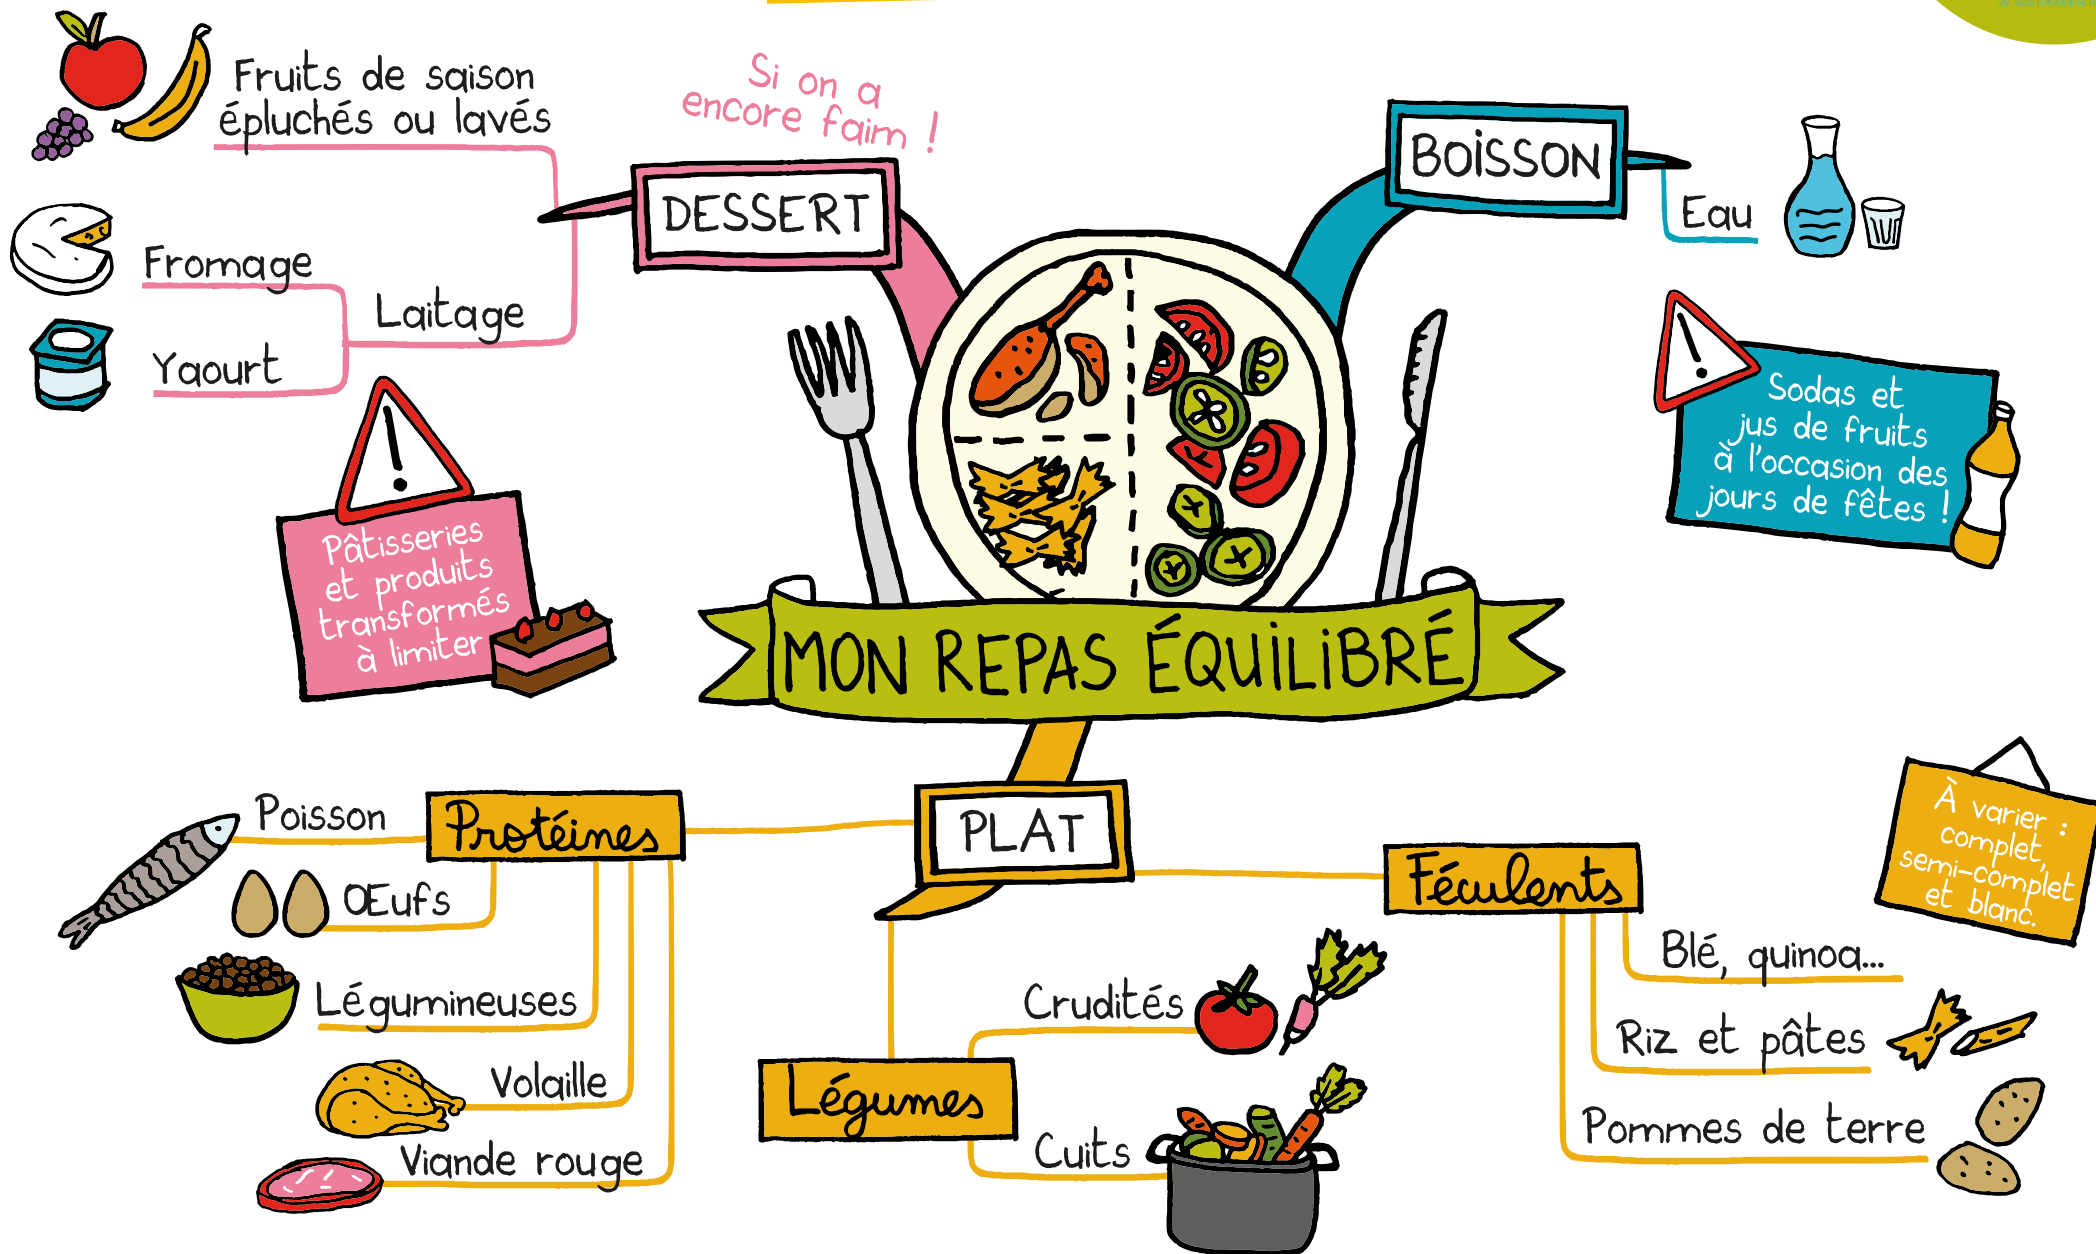 Fruits de saison
épluchés ou lavés
Fromage
Laitage
Yaourt
Si on a
encore faim !
DESSERT
Pâtisseries
et produits
transformés
à limiter
BOISSON
Eau
Sodas et
jus de fruits
à l'occasion des
jours de fêtes !
MON REPAS ÉQUILIBRÉ
PLAT
Protéines
Poisson
Œufs
Légumineuses
Volaille
Viande rouge
Légumes
Crudités
Cuits
Féculents
Blé, quinoa...
Riz et pâtes
Pommes de terre
À varier :
complet,
semi-complet
et blanc.